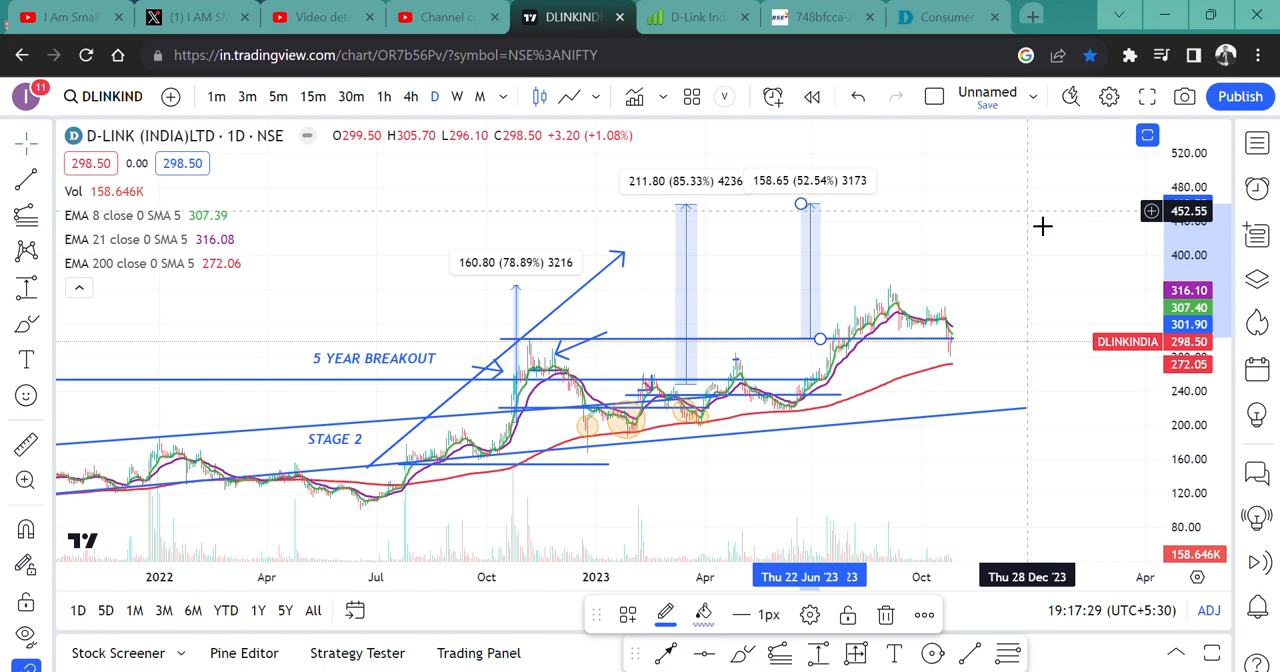 I Am Small
(1) I AM SM
Video det
Channel c
DLINKIND
D-Link Ind
748bfcca-
Consumer
https://in.tradingview.com/chart/OR7b56Pv/?symbol=NSE%3ANIFTY
I 11 DLINKIND 1m 3m 5m 15m 30m 1h 4h D W M Unnamed Save Publish
D-LINK (INDIA)LTD · 1D · NSE O299.50 H305.70 L296.10 C298.50 +3.20 (+1.08%)
298.50 0.00 298.50
Vol 158.646K
EMA 8 close 0 SMA 5 307.39
EMA 21 close 0 SMA 5 316.08
EMA 200 close 0 SMA 5 272.06
211.80 (85.33%) 4236
158.65 (52.54%) 3173
160.80 (78.89%) 3216
5 YEAR BREAKOUT
STAGE 2
520.00
480.00
452.55
400.00
316.10
307.40
301.90
DLINKINDIA 298.50
272.05
240.00
200.00
160.00
120.00
80.00
158.646K
2022 Apr Jul Oct 2023 Apr Thu 22 Jun '23 23 Oct Thu 28 Dec '23 Apr
1D 5D 1M 3M 6M YTD 1Y 5Y All 1px 19:17:29 (UTC+5:30) ADJ
Stock Screener Pine Editor Strategy Tester Trading Panel